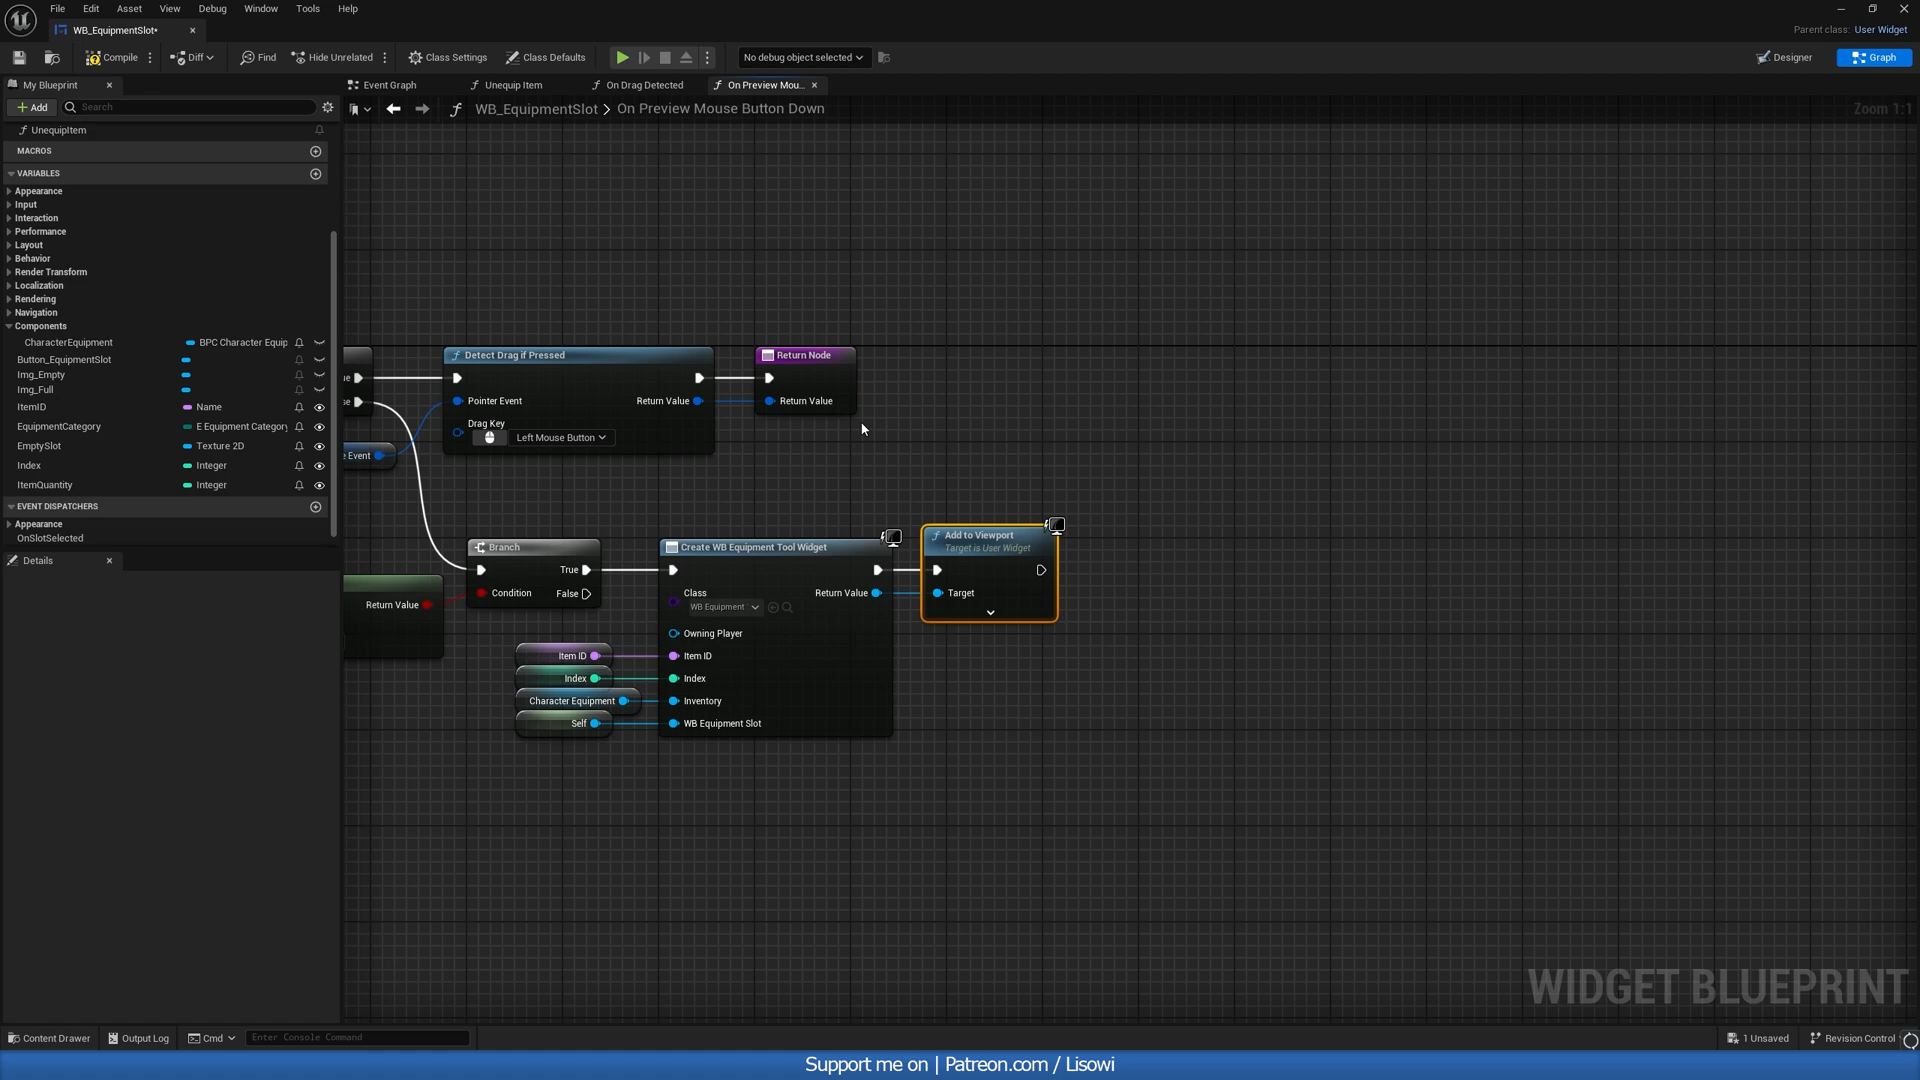 File Edit Asset View Debug Window Tools Help
WB_EquipmentSlot*
Parent class: User Widget
Compile Diff Find Hide Unrelated Class Settings Class Defaults No debug object selected Designer Graph
My Blueprint Event Graph Unequip Item On Drag Detected On Preview Mou...
Add Search WB_EquipmentSlot > On Preview Mouse Button Down Zoom 1:1
UnequipItem
MACROS
VARIABLES
Appearance
Input
Interaction
Performance
Layout
Behavior
Render Transform
Localization
Rendering
Navigation
Components
CharacterEquipment BPC Character Equip
Button_EquipmentSlot
Img_Empty
Img_Full
ItemID Name
EquipmentCategory E Equipment Category
EmptySlot Texture 2D
Index Integer
ItemQuantity Integer
EVENT DISPATCHERS
Appearance
OnSlotSelected
Details
Detect Drag if Pressed
Pointer Event Return Value
Drag Key
Left Mouse Button
Return Node
Return Value
e Event
Return Value
Branch
True
Condition False
Create WB Equipment Tool Widget
Class Return Value
WB Equipment
Owning Player
Item ID Item ID
Index Index
Character Equipment Inventory
Self WB Equipment Slot
Add to Viewport
Target is User Widget
Target
WIDGET BLUEPRINT
Content Drawer Output Log Cmd Enter Console Command 1 Unsaved Revision Control
Support me on | Patreon.com / Lisowi